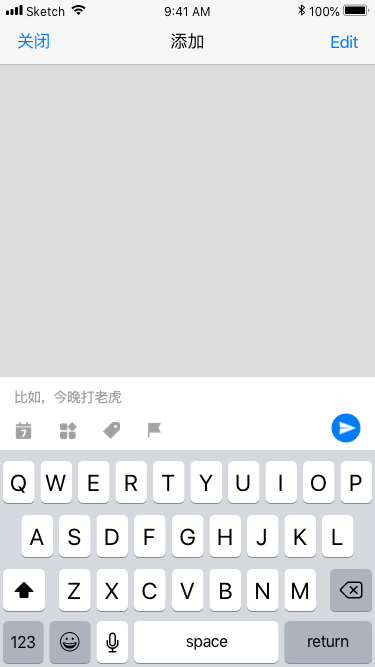 Sketch 9:41 AM 100%
关闭 添加 Edit
比如，今晚打老虎
7
Q W E R T Y U I O P
A S D F G H J K L
Z X C V B N M
123 space return